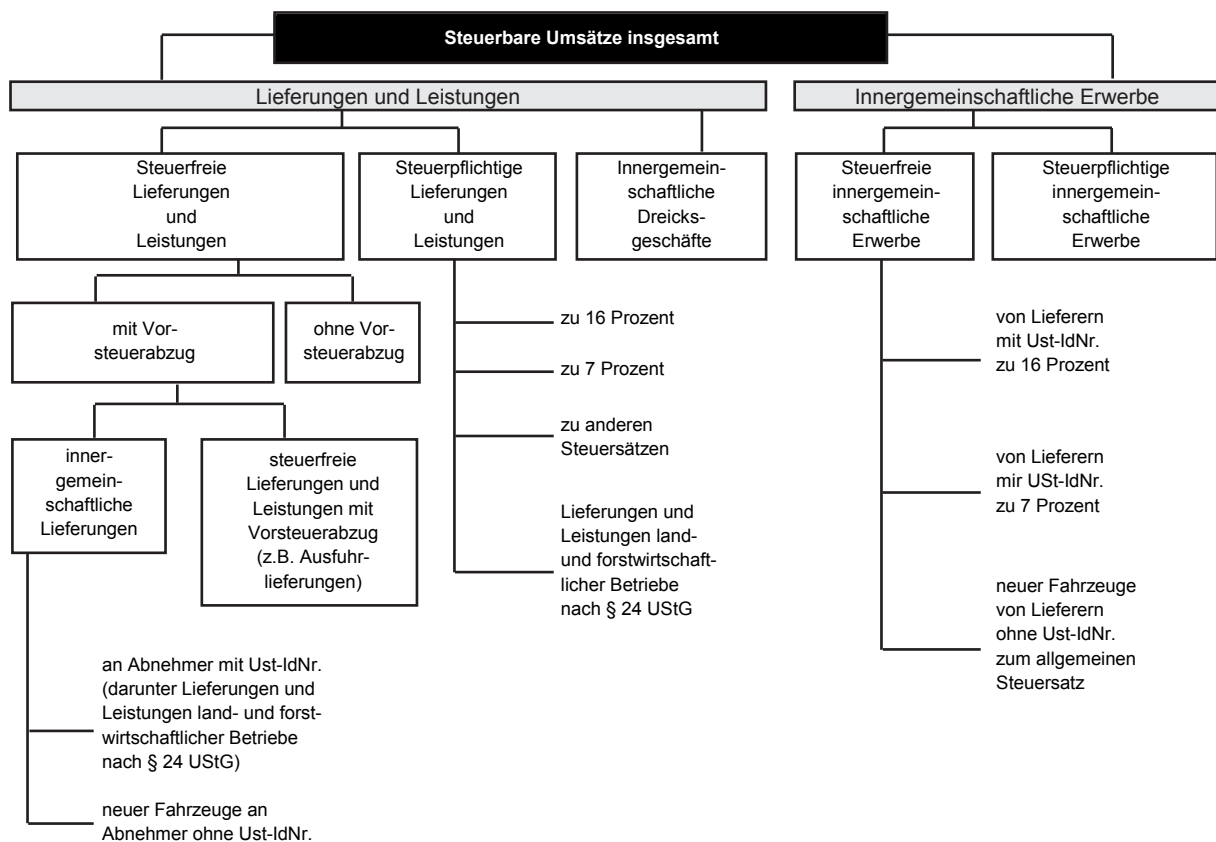 Steuerbare Umsätze insgesamt
Lieferungen und Leistungen
Innergemeinschaftliche Erwerbe
Steuerfreie
Lieferungen
und
Leistungen
Steuerpflichtige
Lieferungen
und
Leistungen
Innergemein-
schaftliche
Dreicks-
geschäfte
Steuerfreie
innergemein-
schaftliche
Erwerbe
Steuerpflichtige
innergemein-
schaftliche
Erwerbe
mit Vor-
steuerabzug
ohne Vor-
steuerabzug
inner-
gemein-
schaftliche
Lieferungen
steuerfreie
Lieferungen und
Leistungen mit
Vorsteuerabzug
(z.B. Ausfuhr-
lieferungen)
an Abnehmer mit Ust-IdNr.
(darunter Lieferungen und
Leistungen land- und forst-
wirtschaftlicher Betriebe
nach § 24 UStG)
neuer Fahrzeuge an
Abnehmer ohne Ust-IdNr.
zu 16 Prozent
zu 7 Prozent
zu anderen
Steuersätzen
Lieferungen und
Leistungen land-
und forstwirtschaft-
licher Betriebe
nach § 24 UStG
von Lieferern
mit Ust-IdNr.
zu 16 Prozent
von Lieferern
mir USt-IdNr.
zu 7 Prozent
neuer Fahrzeuge
von Lieferern
ohne Ust-IdNr.
zum allgemeinen
Steuersatz